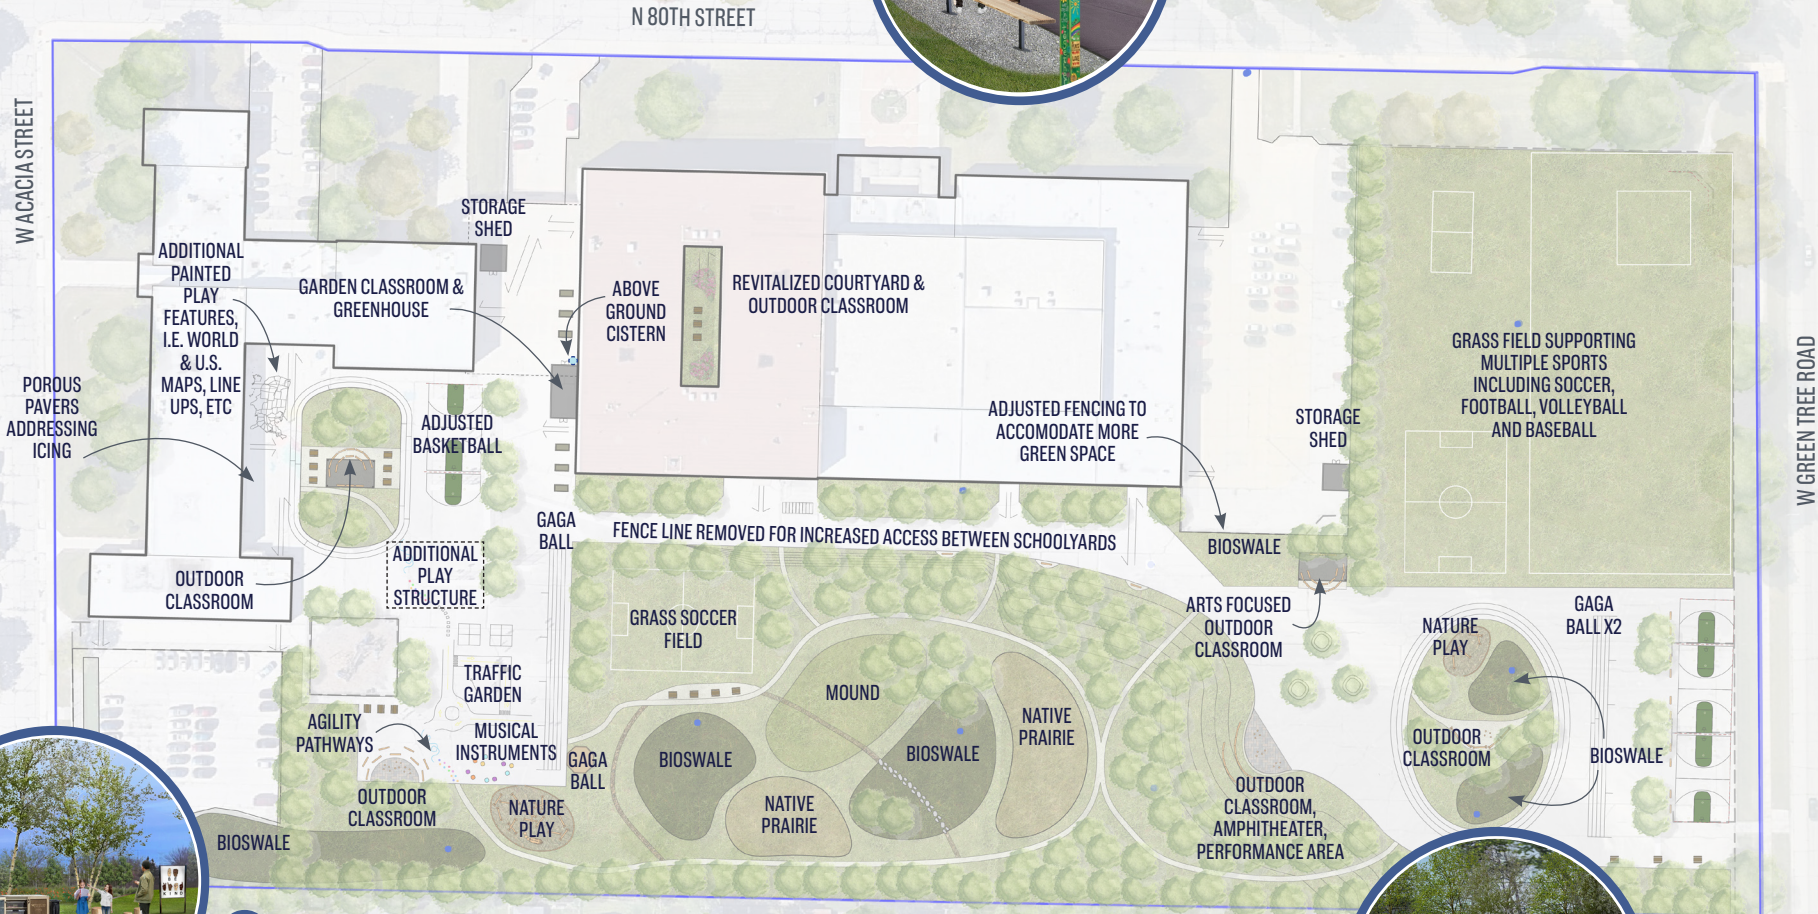 N 80TH STREET
W ACACIA STREET
STORAGE
SHED
ADDITIONAL
PAINTED
PLAY
FEATURES,
I.E. WORLD
& U.S.
MAPS, LINE
UPS, ETC
GARDEN CLASSROOM &
GREENHOUSE
ABOVE
GROUND
CISTERN
REVITALIZED COURTYARD &
OUTDOOR CLASSROOM
GRASS FIELD SUPPORTING
MULTIPLE SPORTS
INCLUDING SOCCER,
FOOTBALL, VOLLEYBALL
AND BASEBALL
W GREEN TREE ROAD
POROUS
PAVERS
ADDRESSING
ICING
ADJUSTED
BASKETBALL
ADJUSTED FENCING TO
ACCOMODATE MORE
GREEN SPACE
STORAGE
SHED
GAGA
BALL
FENCE LINE REMOVED FOR INCREASED ACCESS BETWEEN SCHOOLYARDS
BIOSWALE
OUTDOOR
CLASSROOM
ADDITIONAL
PLAY
STRUCTURE
GRASS SOCCER
FIELD
ARTS FOCUSED
OUTDOOR
CLASSROOM
NATURE
PLAY
GAGA
BALL X2
TRAFFIC
GARDEN
MOUND
AGILITY
PATHWAYS
MUSICAL
INSTRUMENTS
GAGA
BALL
BIOSWALE
BIOSWALE
NATIVE
PRAIRIE
OUTDOOR
CLASSROOM
BIOSWALE
OUTDOOR
CLASSROOM
NATURE
PLAY
NATIVE
PRAIRIE
OUTDOOR
CLASSROOM,
AMPHITHEATER,
PERFORMANCE AREA
BIOSWALE
KIND